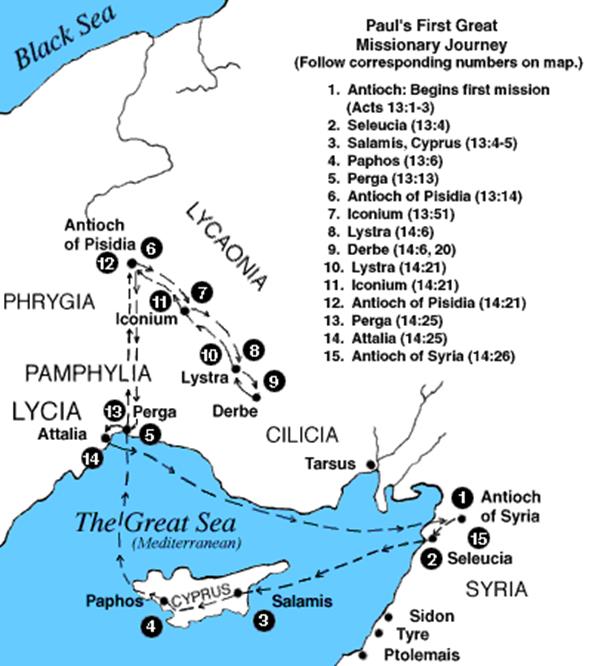 Black Sea
Paul's First Great
Missionary Journey
(Follow corresponding numbers on map.)
1. Antioch: Begins first mission
(Acts 13:1-3)
2. Seleucia (13:4)
3. Salamis, Cyprus (13:4-5)
4. Paphos (13:6)
5. Perga (13:13)
6. Antioch of Pisidia (13:14)
7. Iconium (13:51)
8. Lystra (14:6)
9. Derbe (14:6, 20)
10. Lystra (14:21)
11. Iconium (14:21)
12. Antioch of Pisidia (14:21)
13. Perga (14:25)
14. Attalia (14:25)
15. Antioch of Syria (14:26)
LYCAONIA
Antioch
of Pisidia 6
12
PHRYGIA
7
11
Iconium
10
8
Lystra
9
Derbe
PAMPHYLIA
LYCIA
13 Perga
Attalia
5
14
CILICIA
Tarsus
1 Antioch
of Syria
15
2 Seleucia
The Great Sea
(Mediterranean)
SYRIA
CYPRUS
Paphos
Salamis
4
3
Sidon
Tyre
Ptolemais